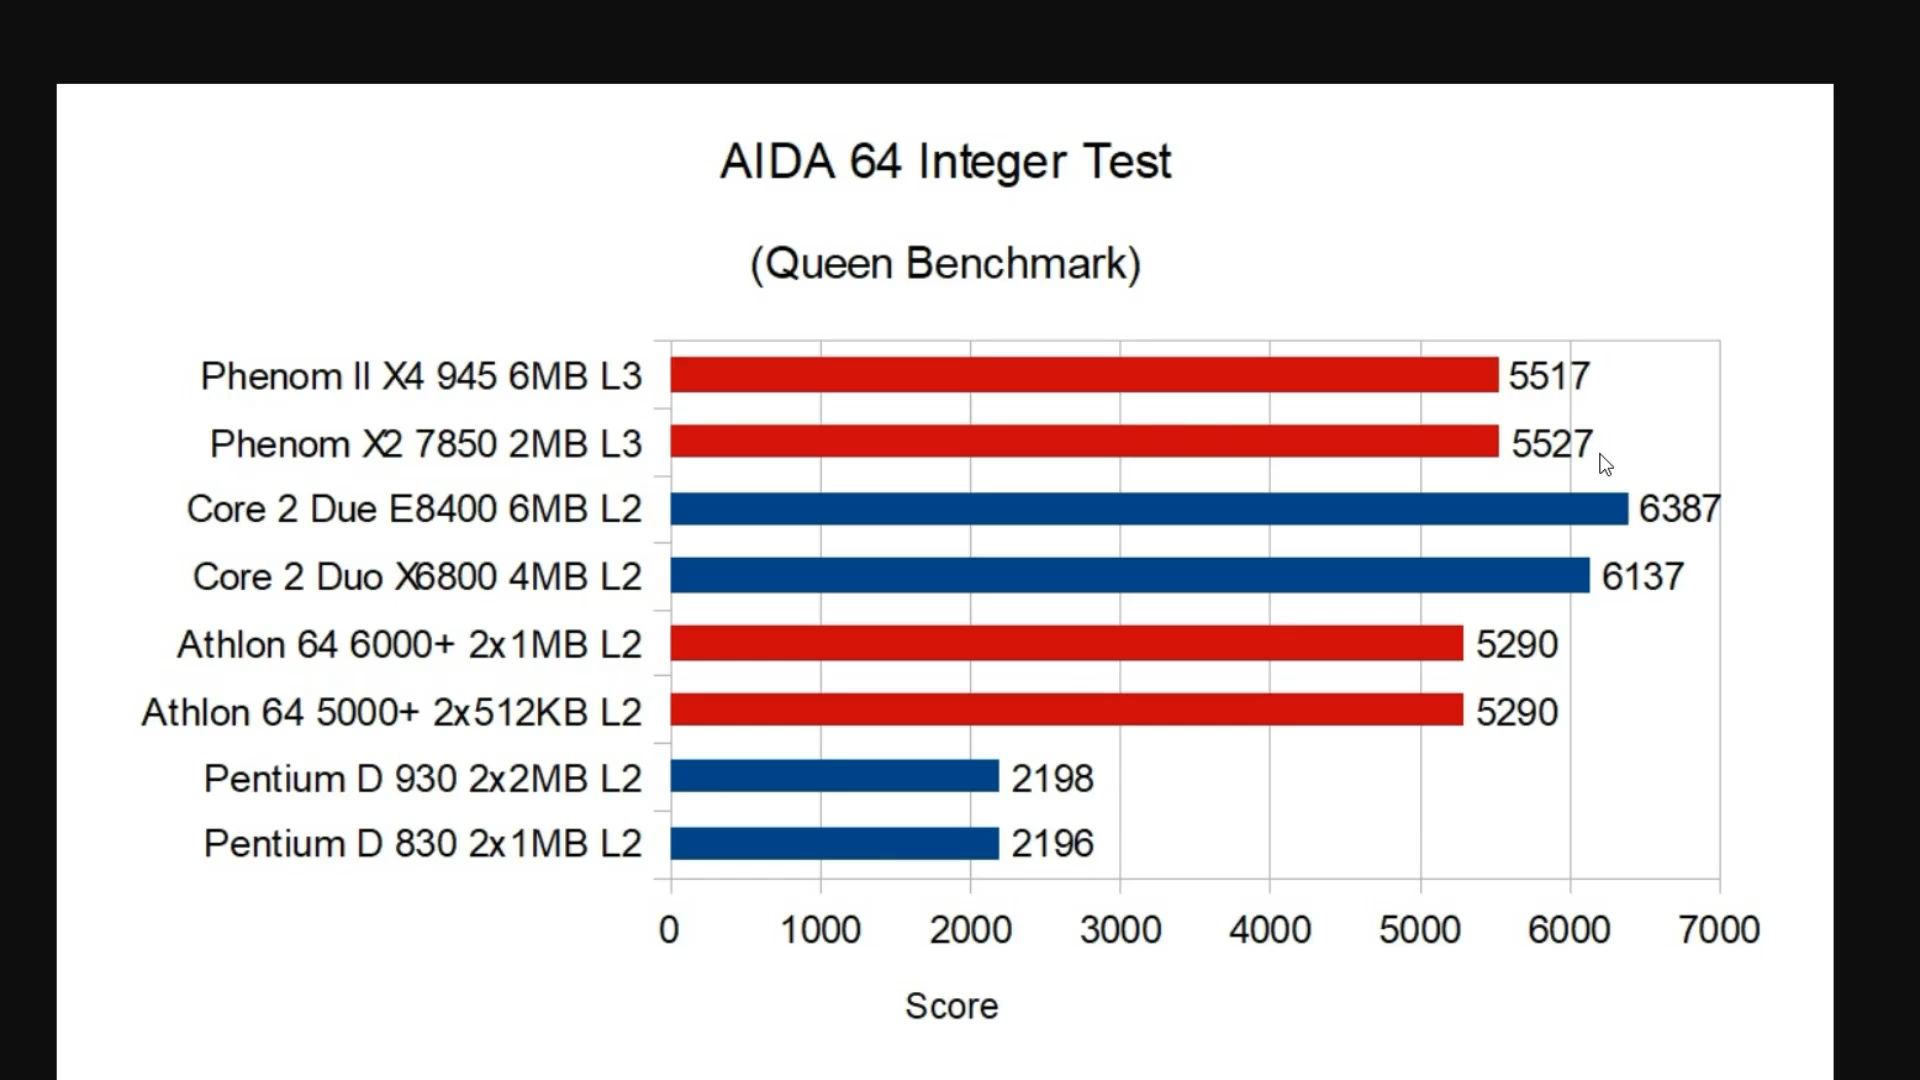 AIDA 64 Integer Test
(Queen Benchmark)
Phenom II X4 945 6MB L3 5517
Phenom X2 7850 2MB L3 5527
Core 2 Due E8400 6MB L2 6387
Core 2 Duo X6800 4MB L2 6137
Athlon 64 6000+ 2x1MB L2 5290
Athlon 64 5000+ 2x512KB L2 5290
Pentium D 930 2x2MB L2 2198
Pentium D 830 2x1MB L2 2196
0 1000 2000 3000 4000 5000 6000 7000
Score